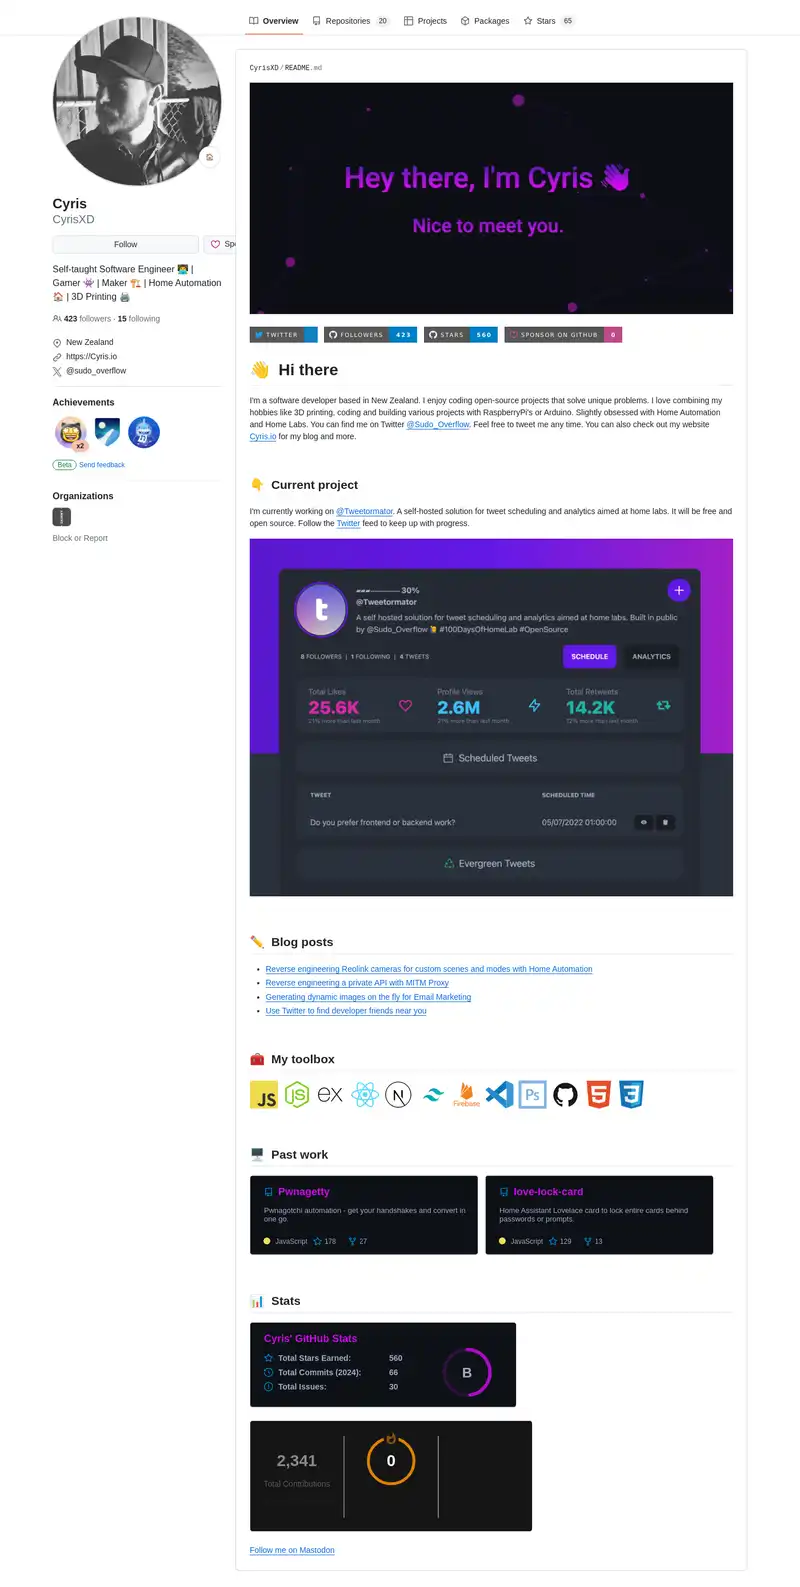 Overview Repositories 20 Projects Packages Stars 65
Cyris
CyrisXD
Follow
Spo
Self-taught Software Engineer 👨‍💻 |
Gamer 👾 | Maker 🏗️ | Home Automation
🏠 | 3D Printing 🖨️
423 followers · 15 following
New Zealand
https://Cyris.io
@sudo_overflow
Achievements
x2
Beta Send feedback
Organizations
Block or Report
CyrisXD/README.md
Hey there, I'm Cyris 👋
Nice to meet you.
TWITTER
FOLLOWERS 423
STARS 560
SPONSOR ON GITHUB 0
👋 Hi there
I'm a software developer based in New Zealand. I enjoy coding open-source projects that solve unique problems. I love combining my
hobbies like 3D printing, coding and building various projects with RaspberryPi's or Arduino. Slightly obsessed with Home Automation
and Home Labs. You can find me on Twitter @Sudo_Overflow. Feel free to tweet me any time. You can also check out my website
Cyris.io for my blog and more.
👇 Current project
I'm currently working on @Tweetormator. A self-hosted solution for tweet scheduling and analytics aimed at home labs. It will be free and
open source. Follow the Twitter feed to keep up with progress.
30%
@Tweetormator
A self hosted solution for tweet scheduling and analytics aimed at home labs. Built in public
by @Sudo_Overflow 🙋 #100DaysOfHomeLab #OpenSource
8 FOLLOWERS | 1 FOLLOWING | 4 TWEETS
SCHEDULE
ANALYTICS
Total Likes
25.6K
21% more than last month
Profile Views
2.6M
21% more than last month
Total Retweets
14.2K
12% more than last month
Scheduled Tweets
TWEET
SCHEDULED TIME
Do you prefer frontend or backend work?
05/07/2022 01:00:00
Evergreen Tweets
✏️ Blog posts
Reverse engineering Reolink cameras for custom scenes and modes with Home Automation
Reverse engineering a private API with MITM Proxy
Generating dynamic images on the fly for Email Marketing
Use Twitter to find developer friends near you
🧰 My toolbox
JS JS ex N Firebase Ps 5 3
🖥️ Past work
Pwnagetty
Pwnagotchi automation - get your handshakes and convert in
one go.
JavaScript 178 27
love-lock-card
Home Assistant Lovelace card to lock entire cards behind
passwords or prompts.
JavaScript 129 13
📊 Stats
Cyris' GitHub Stats
Total Stars Earned: 560
Total Commits (2024): 66
Total Issues: 30
B
2,341
Total Contributions
0
Follow me on Mastodon